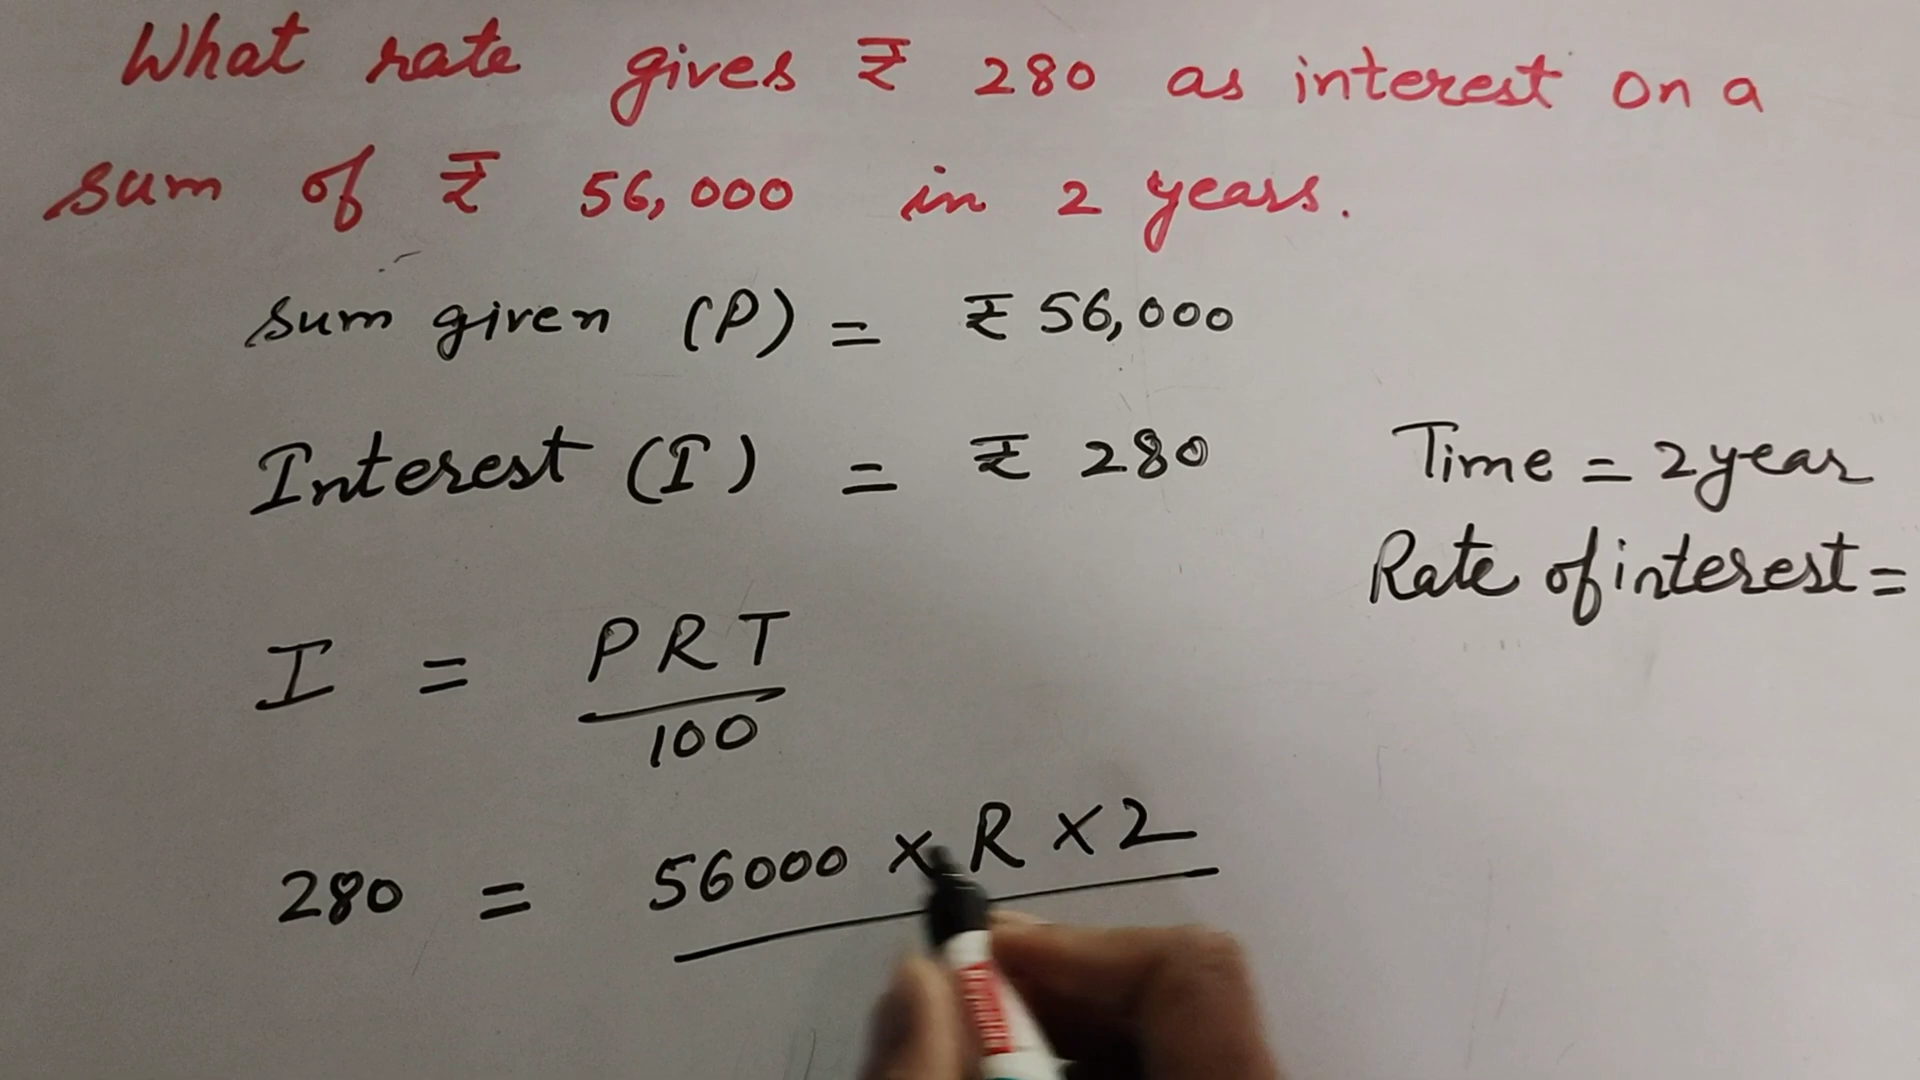 What rate gives ₹ 280 as interest on a
sum of ₹ 56,000 in 2 years.
sum given (P) = ₹ 56,000
Interest (I) = ₹ 280
Time = 2 year
Rate of interest =
I = PRT
100
280 = 56000 × R × 2